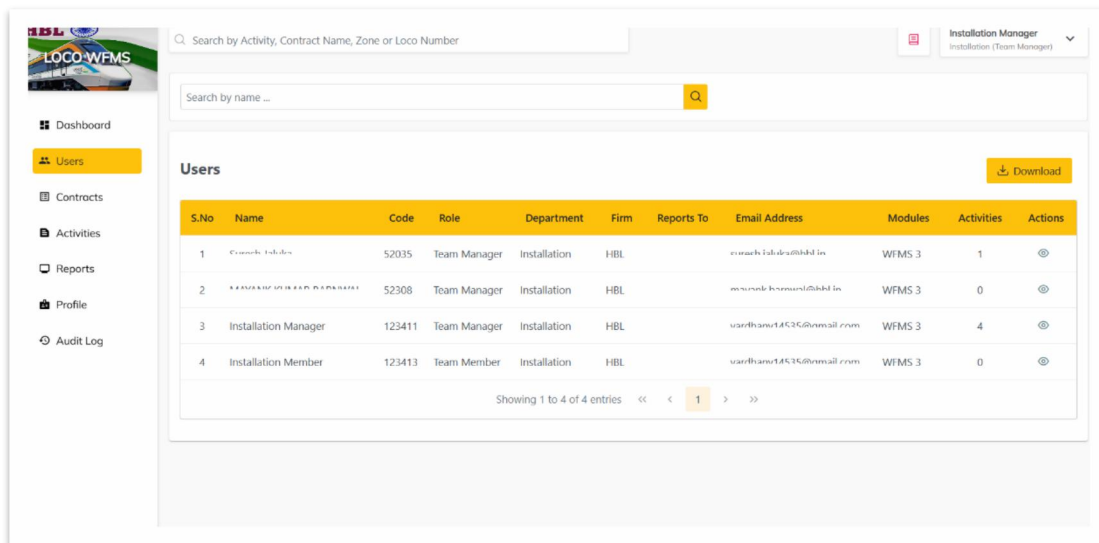 HBL
LOCO WFMS
Search by Activity, Contract Name, Zone or Loco Number
Installation Manager
Installation (Team Manager)
Search by name ...
Dashboard
Users
Contracts
Activities
Reports
Profile
Audit Log
Users
Download
S.No Name Code Role Department Firm Reports To Email Address Modules Activities Actions
1 52035 Team Manager Installation HBL WFMS 3 1
2 52308 Team Manager Installation HBL WFMS 3 0
3 Installation Manager 123411 Team Manager Installation HBL WFMS 3 4
4 Installation Member 123413 Team Member Installation HBL WFMS 3 0
Showing 1 to 4 of 4 entries « < 1 > »